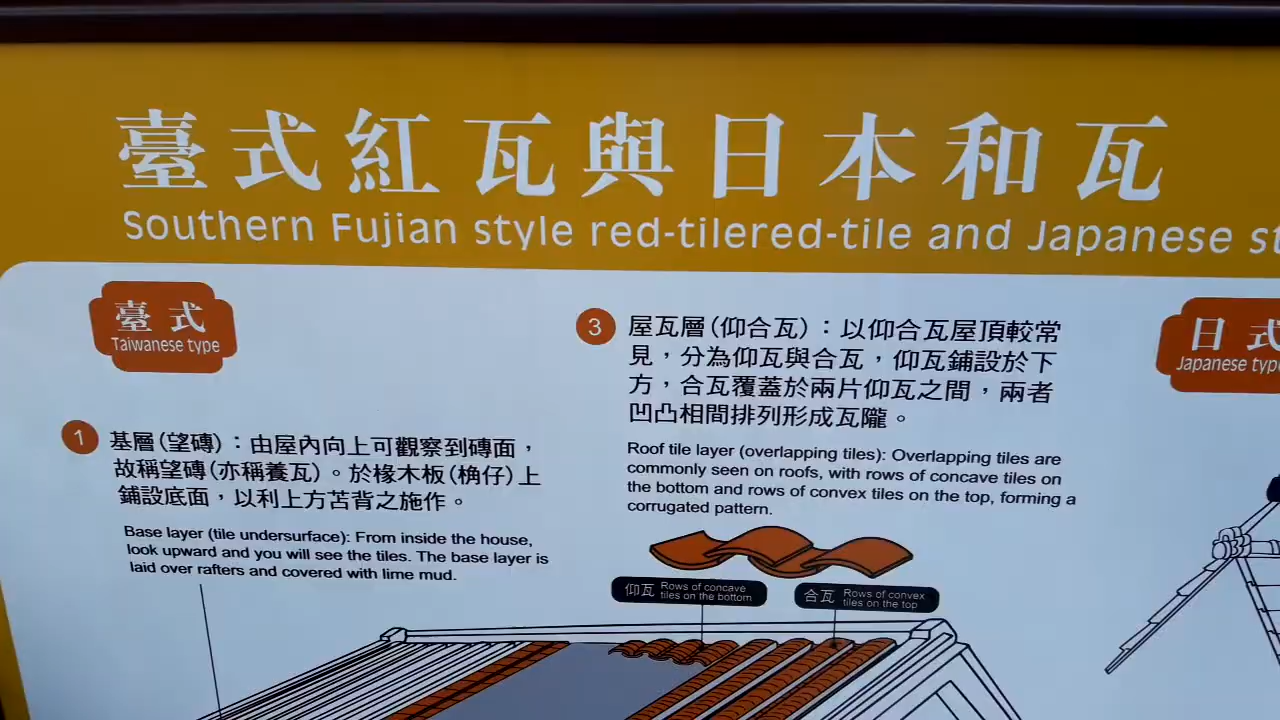 臺式紅瓦與日本和瓦
Southern Fujian style red-tilered-tile and Japanese
臺式
Taiwanese type
1
基層(望磚)：由屋內向上可觀察到磚面，
故稱望磚(亦稱養瓦)。於椽木板(桷仔)上
鋪設底面，以利上方苫背之施作。
Base layer (tile undersurface): From inside the house,
look upward and you will see the tiles. The base layer is
laid over rafters and covered with lime mud.
3
屋瓦層(仰合瓦)：以仰合瓦屋頂較常
見，分為仰瓦與合瓦，仰瓦鋪設於下
方，合瓦覆蓋於兩片仰瓦之間，兩者
凹凸相間排列形成瓦隴。
Roof tile layer (overlapping tiles): Overlapping tiles are
commonly seen on roofs, with rows of concave tiles on
the bottom and rows of convex tiles on the top, forming a
corrugated pattern.
仰瓦 Rows of concave
tiles on the bottom
合瓦 Rows of convex
tiles on the top
日式
Japanese type